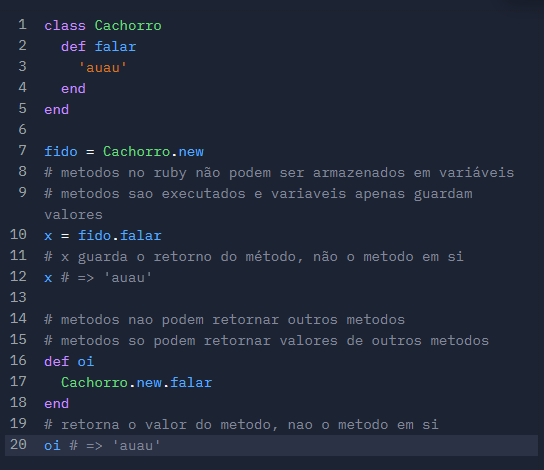 1 class Cachorro
2   def falar
3     'auau'
4   end
5 end
6
7 fido = Cachorro.new
8 # metodos no ruby não podem ser armazenados em variáveis
9 # metodos sao executados e variaveis apenas guardam
valores
10 x = fido.falar
11 # x guarda o retorno do método, não o metodo em si
12 x # => 'auau'
13
14 # metodos nao podem retornar outros metodos
15 # metodos so podem retornar valores de outros metodos
16 def oi
17   Cachorro.new.falar
18 end
19 # retorna o valor do metodo, nao o metodo em si
20 oi # => 'auau'